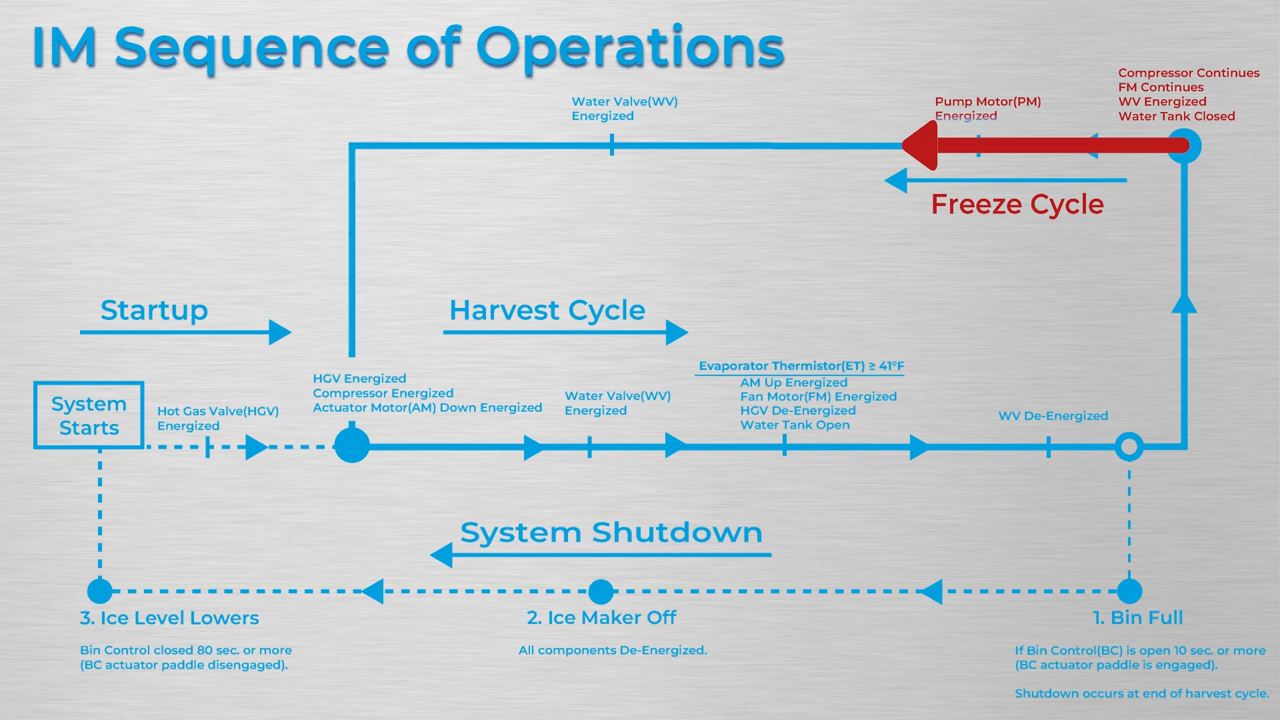 IM Sequence of Operations
Compressor Continues
FM Continues
WV Energized
Water Tank Closed
Water Valve(WV)
Energized
Pump Motor(PM)
Energized
Freeze Cycle
Startup
Harvest Cycle
Evaporator Thermistor(ET) ≥ 41°F
AM Up Energized
Fan Motor(FM) Energized
HGV De-Energized
Water Tank Open
HGV Energized
Compressor Energized
Actuator Motor(AM) Down Energized
Water Valve(WV)
Energized
System
Starts
Hot Gas Valve(HGV)
Energized
WV De-Energized
System Shutdown
3. Ice Level Lowers
Bin Control closed 80 sec. or more
(BC actuator paddle disengaged).
2. Ice Maker Off
All components De-Energized.
1. Bin Full
If Bin Control(BC) is open 10 sec. or more
(BC actuator paddle is engaged).
Shutdown occurs at end of harvest cycle.